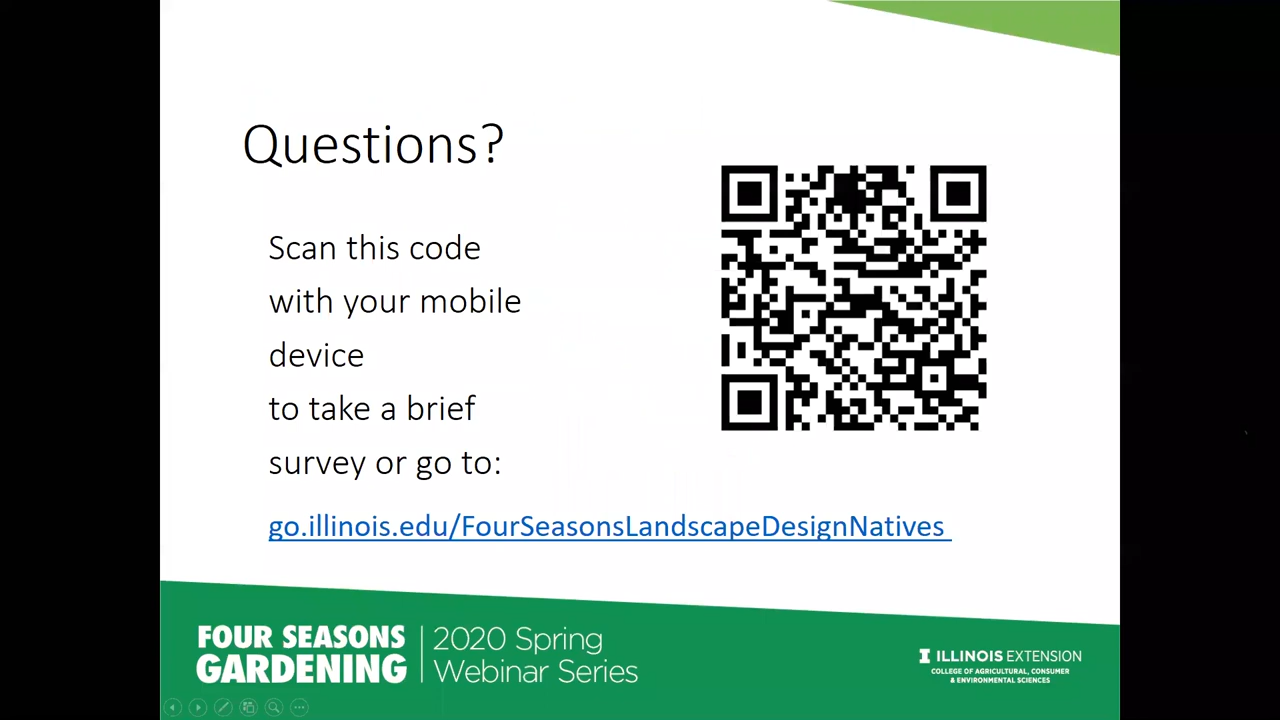 Questions?
Scan this code
with your mobile
device
to take a brief
survey or go to:
go.illinois.edu/FourSeasonsLandscapeDesignNatives
FOUR SEASONS
GARDENING
2020 Spring
Webinar Series
I ILLINOIS EXTENSION
COLLEGE OF AGRICULTURAL, CONSUMER
& ENVIRONMENTAL SCIENCES